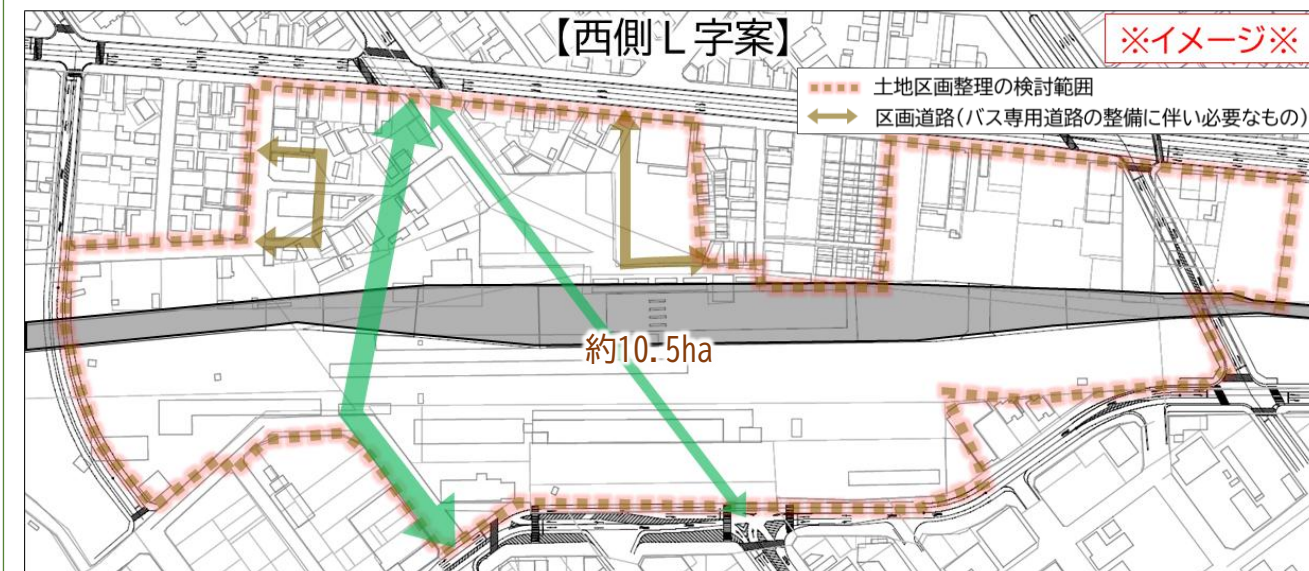 【西側L字案】
※イメージ※
土地区画整理の検討範囲
区画道路(バス専用道路の整備に伴い必要なもの)
約10.5ha